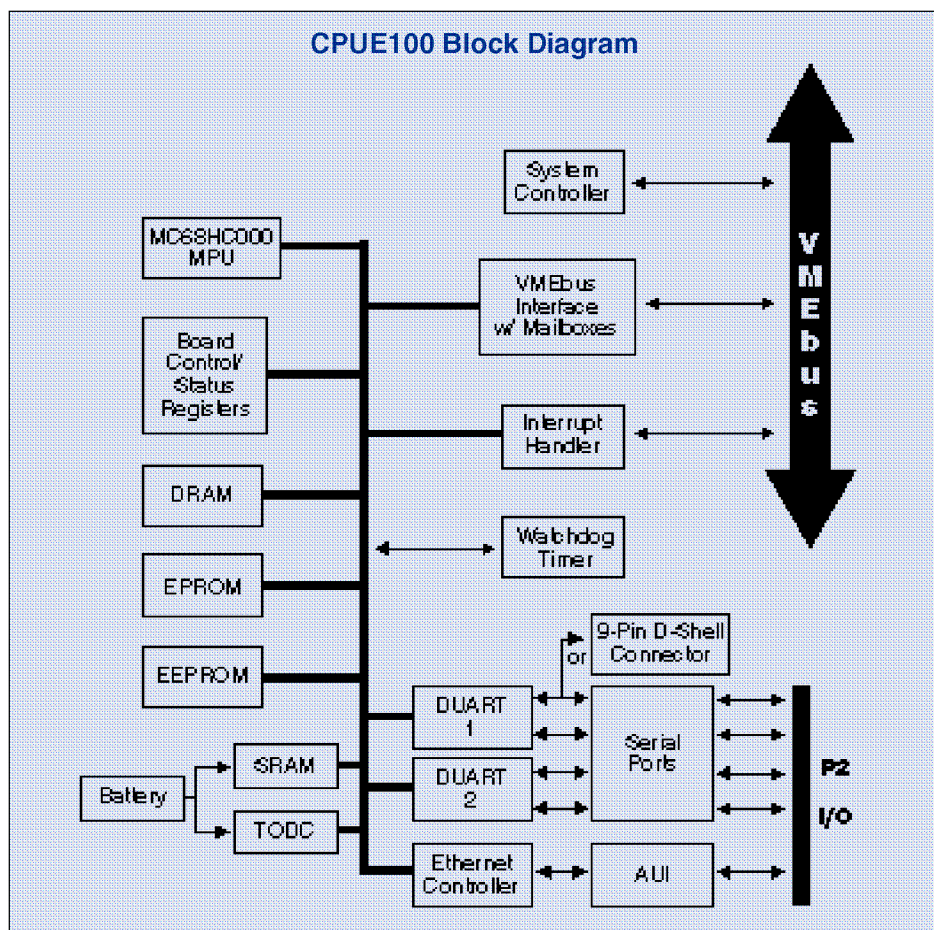 CPUE100 Block Diagram
System
Controller
MC68HC000
MPU
VMEbus
Interface
w/ Mailboxes
VMEbus
Board
Control/
Status
Registers
Interrupt
Handler
DRAM
Watchdog
Timer
EPROM
9-Pin D-Shell
Connector
or
EEPROM
DUART
1
Serial
Ports
SRAM
Battery
DUART
2
P2
I/O
TODC
Ethernet
Controller
AUI